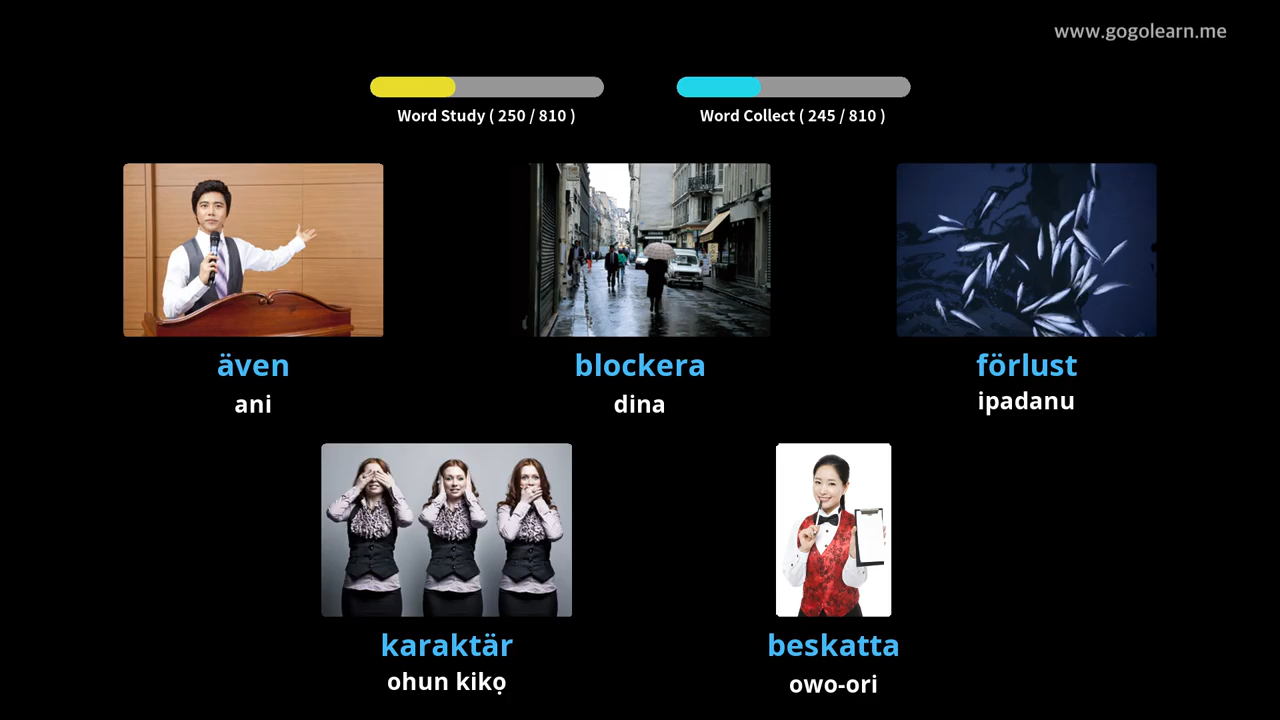 www.gogolearn.me
Word Study ( 250 / 810 )
Word Collect ( 245 / 810 )
även
ani
blockera
dina
förlust
ipadanu
karaktär
ohun kikọ
beskatta
owo-ori